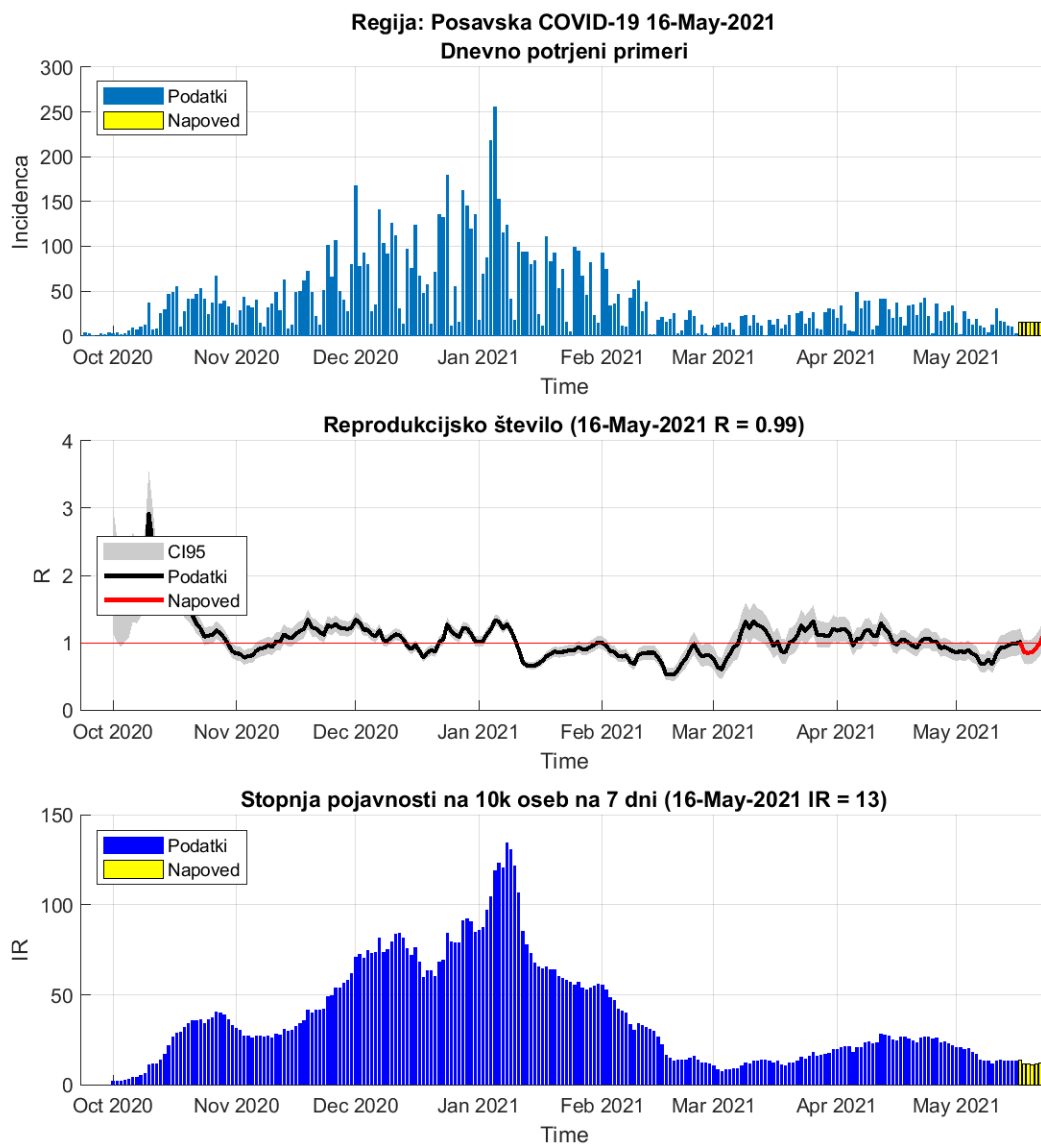 Regija: Posavska COVID-19 16-May-2021
Dnevno potrjeni primeri
300
250
200
150
100
50
0
Incidenca
Podatki
Napoved
Oct 2020 Nov 2020 Dec 2020 Jan 2021 Feb 2021 Mar 2021 Apr 2021 May 2021
Time
Reprodukcijsko število (16-May-2021 R = 0.99)
4
3
2
1
0
R
CI95
Podatki
Napoved
Oct 2020 Nov 2020 Dec 2020 Jan 2021 Feb 2021 Mar 2021 Apr 2021 May 2021
Time
Stopnja pojavnosti na 10k oseb na 7 dni (16-May-2021 IR = 13)
150
100
50
0
IR
Podatki
Napoved
Oct 2020 Nov 2020 Dec 2020 Jan 2021 Feb 2021 Mar 2021 Apr 2021 May 2021
Time